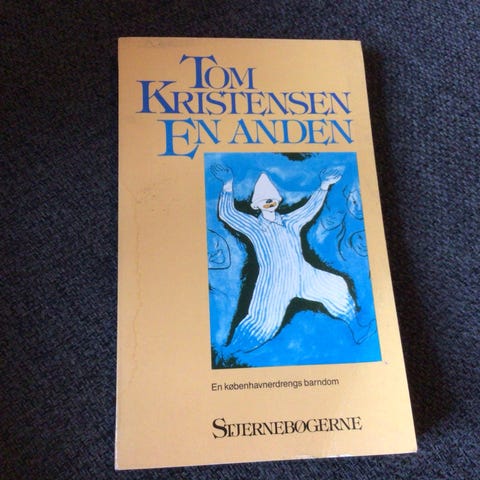 TOM
KRISTENSEN
EN ANDEN
En københavnerdrengs barndom
STJERNEBØGERNE